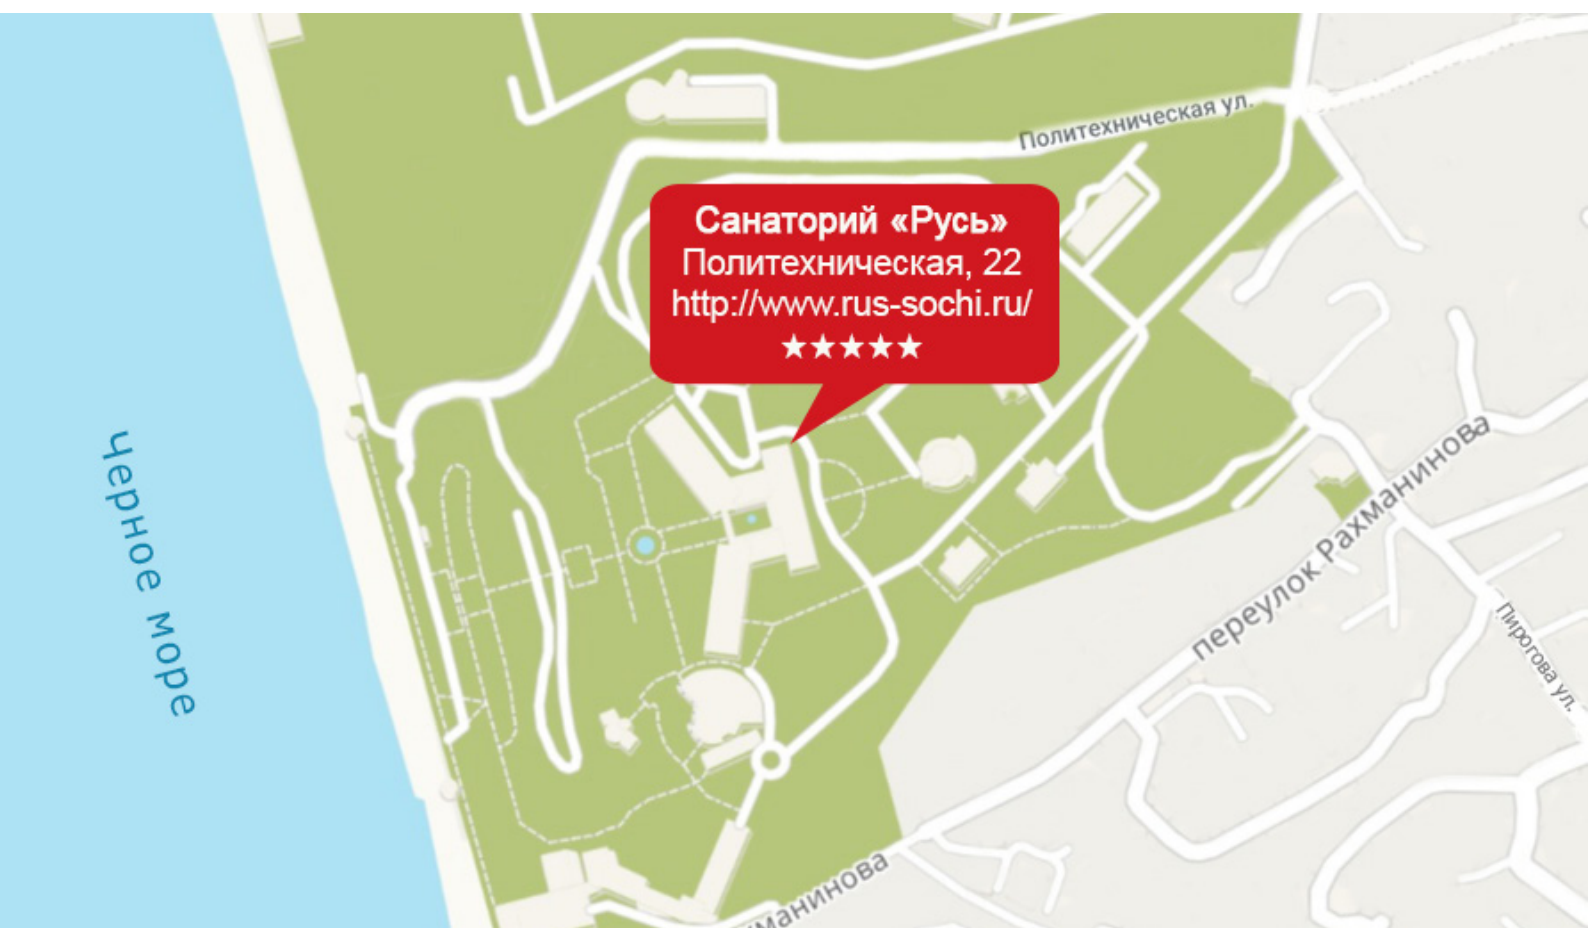 Политехническая ул.
Санаторий «Русь»
Политехническая, 22
http://www.rus-sochi.ru/
★★★★★
Черное море
переулок Рахманинова
Пирогова ул.
манинова